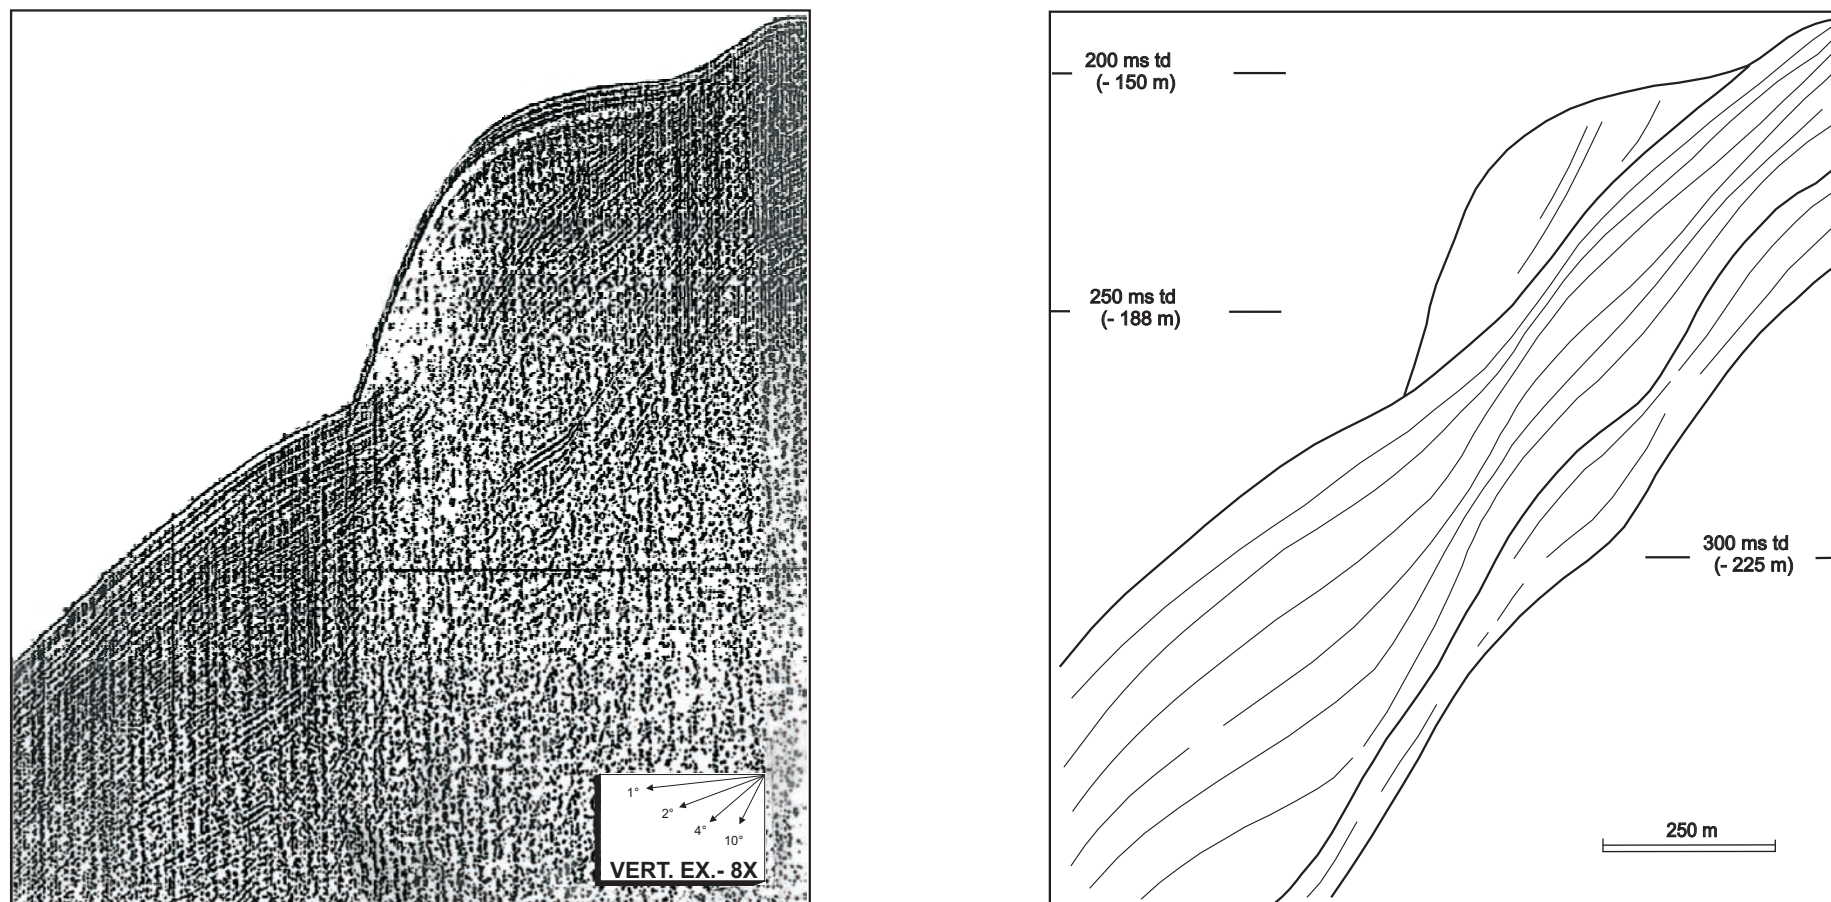 1°
2°
4°
10°
VERT. EX.- 8X
200 ms td
(- 150 m)
250 ms td
(- 188 m)
300 ms td
(- 225 m)
250 m